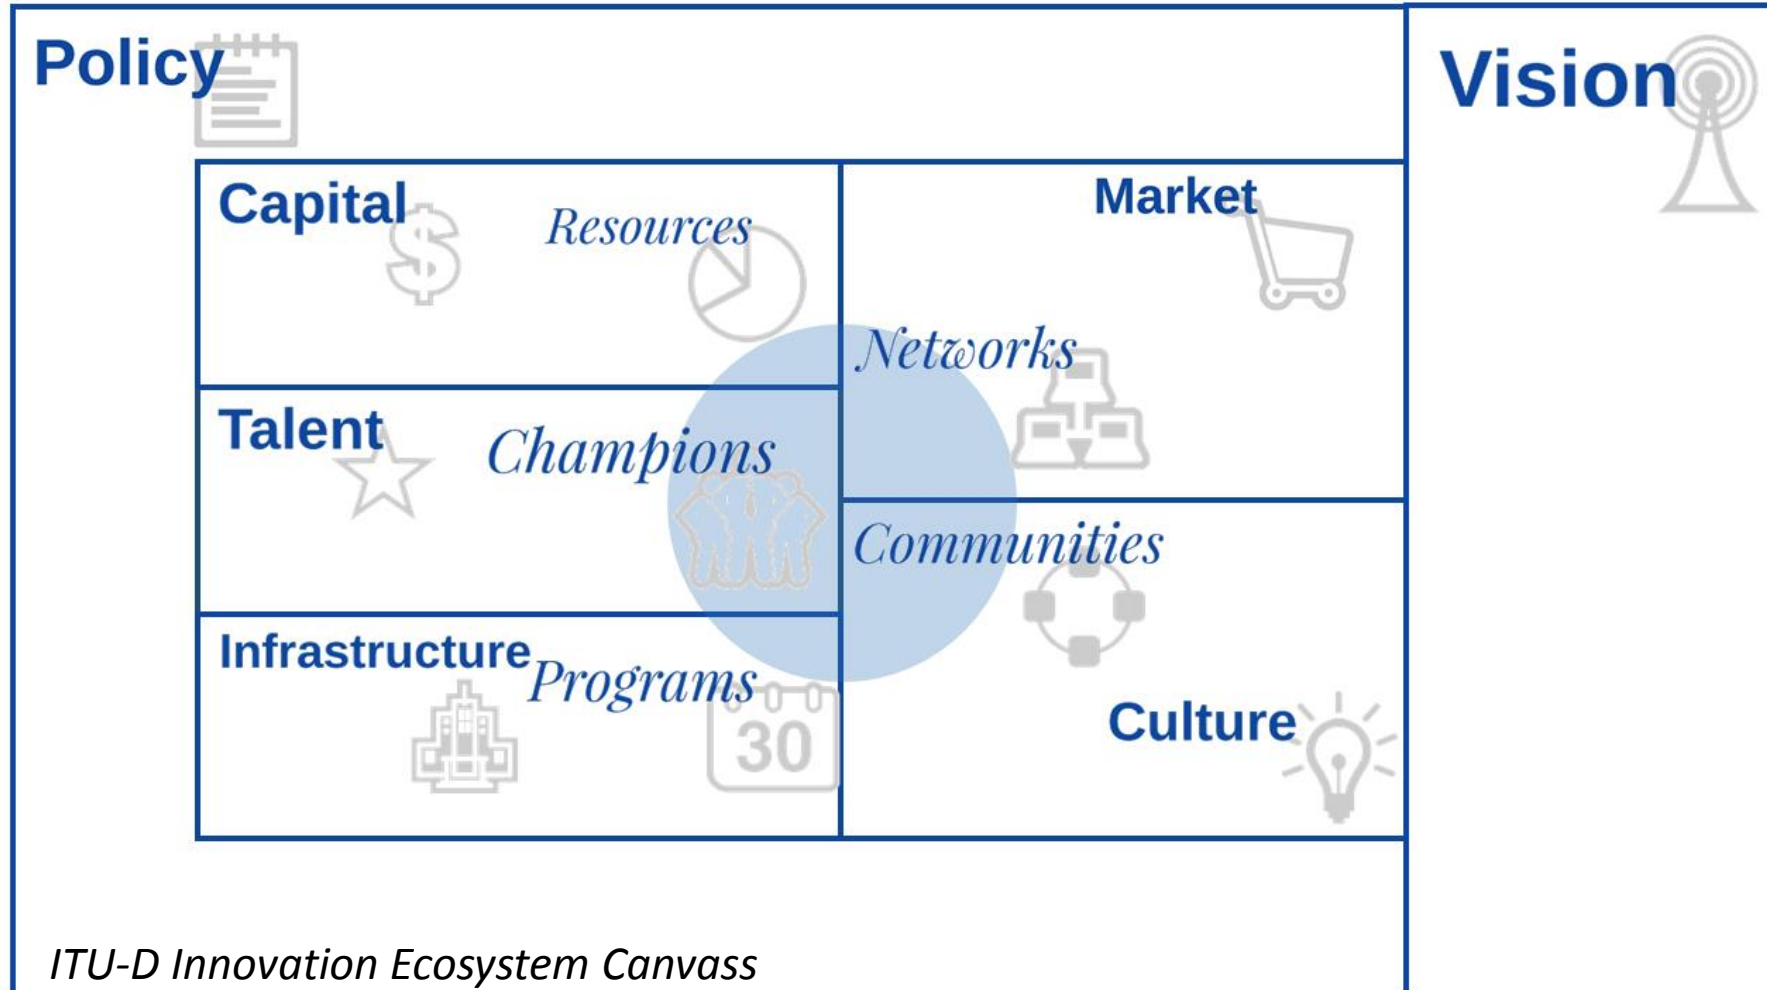 Policy
Vision
Capital
Resources
Market
Networks
Talent
Champions
Communities
Infrastructure
Programs
30
Culture
ITU-D Innovation Ecosystem Canvass